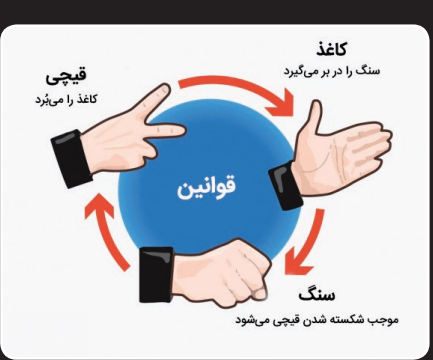 کاغذ
سنگ را در بر می‌گیرد
قیچی
کاغذ را می‌بُرد
قوانین
سنگ
موجب شکسته شدن قیچی می‌شود